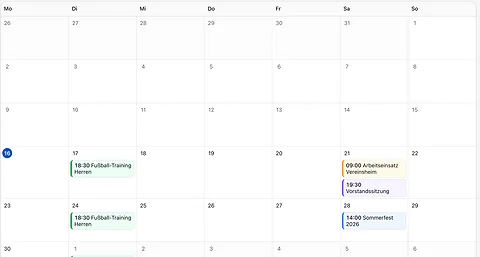 Mo Di Mi Do Fr Sa So
26 27 28 29 30 31 1
2 3 4 5 6 7 8
9 10 11 12 13 14 15
16 17 18 19 20 21 22
18:30 Fußball-Training
Herren
09:00 Arbeitseinsatz
Vereinsheim
19:30
Vorstandssitzung
23 24 25 26 27 28 29
18:30 Fußball-Training
Herren
14:00 Sommerfest
2026
30 1 2 3 4 5 6